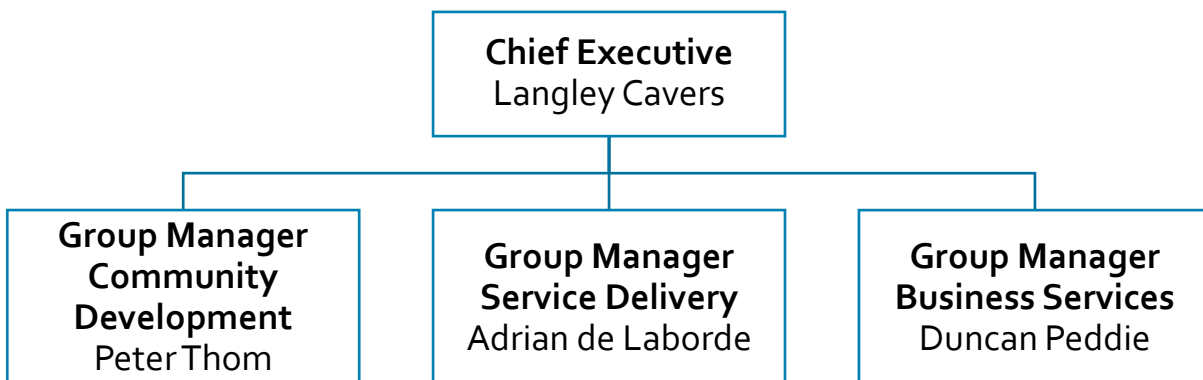 Chief Executive
Langley Cavers
Group Manager
Community
Development
Peter Thom
Group Manager
Service Delivery
Adrian de Laborde
Group Manager
Business Services
Duncan Peddie